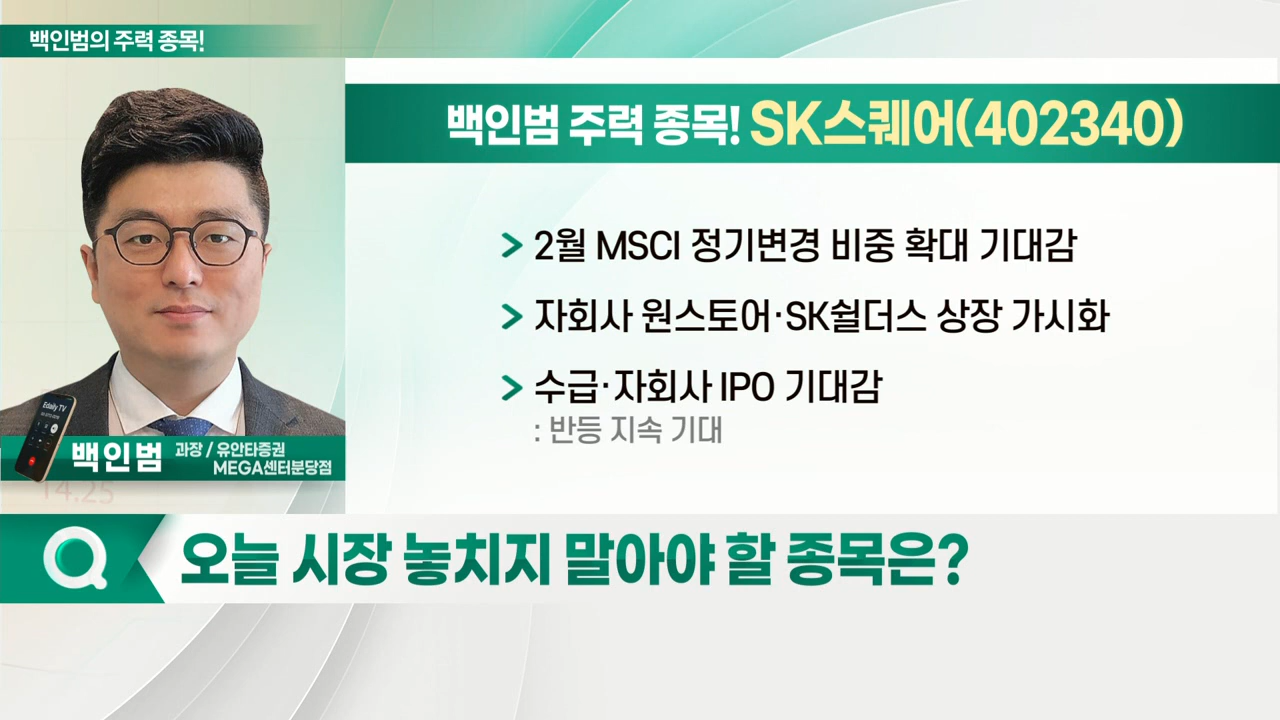 백인범의 주력 종목!
백인범 주력 종목! SK스퀘어(402340)
> 2월 MSCI 정기변경 비중 확대 기대감
> 자회사 원스토어·SK쉴더스 상장 가시화
> 수급·자회사 IPO 기대감
: 반등 지속 기대
Edaily TV
백인범 과장 / 유안타증권
MEGA센터분당점
14.25
오늘 시장 놓치지 말아야 할 종목은?